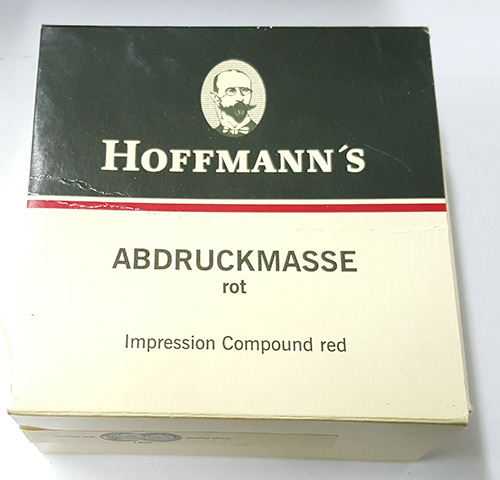 HOFFMANN´S
ABDRUCKMASSE
rot
Impression Compound red